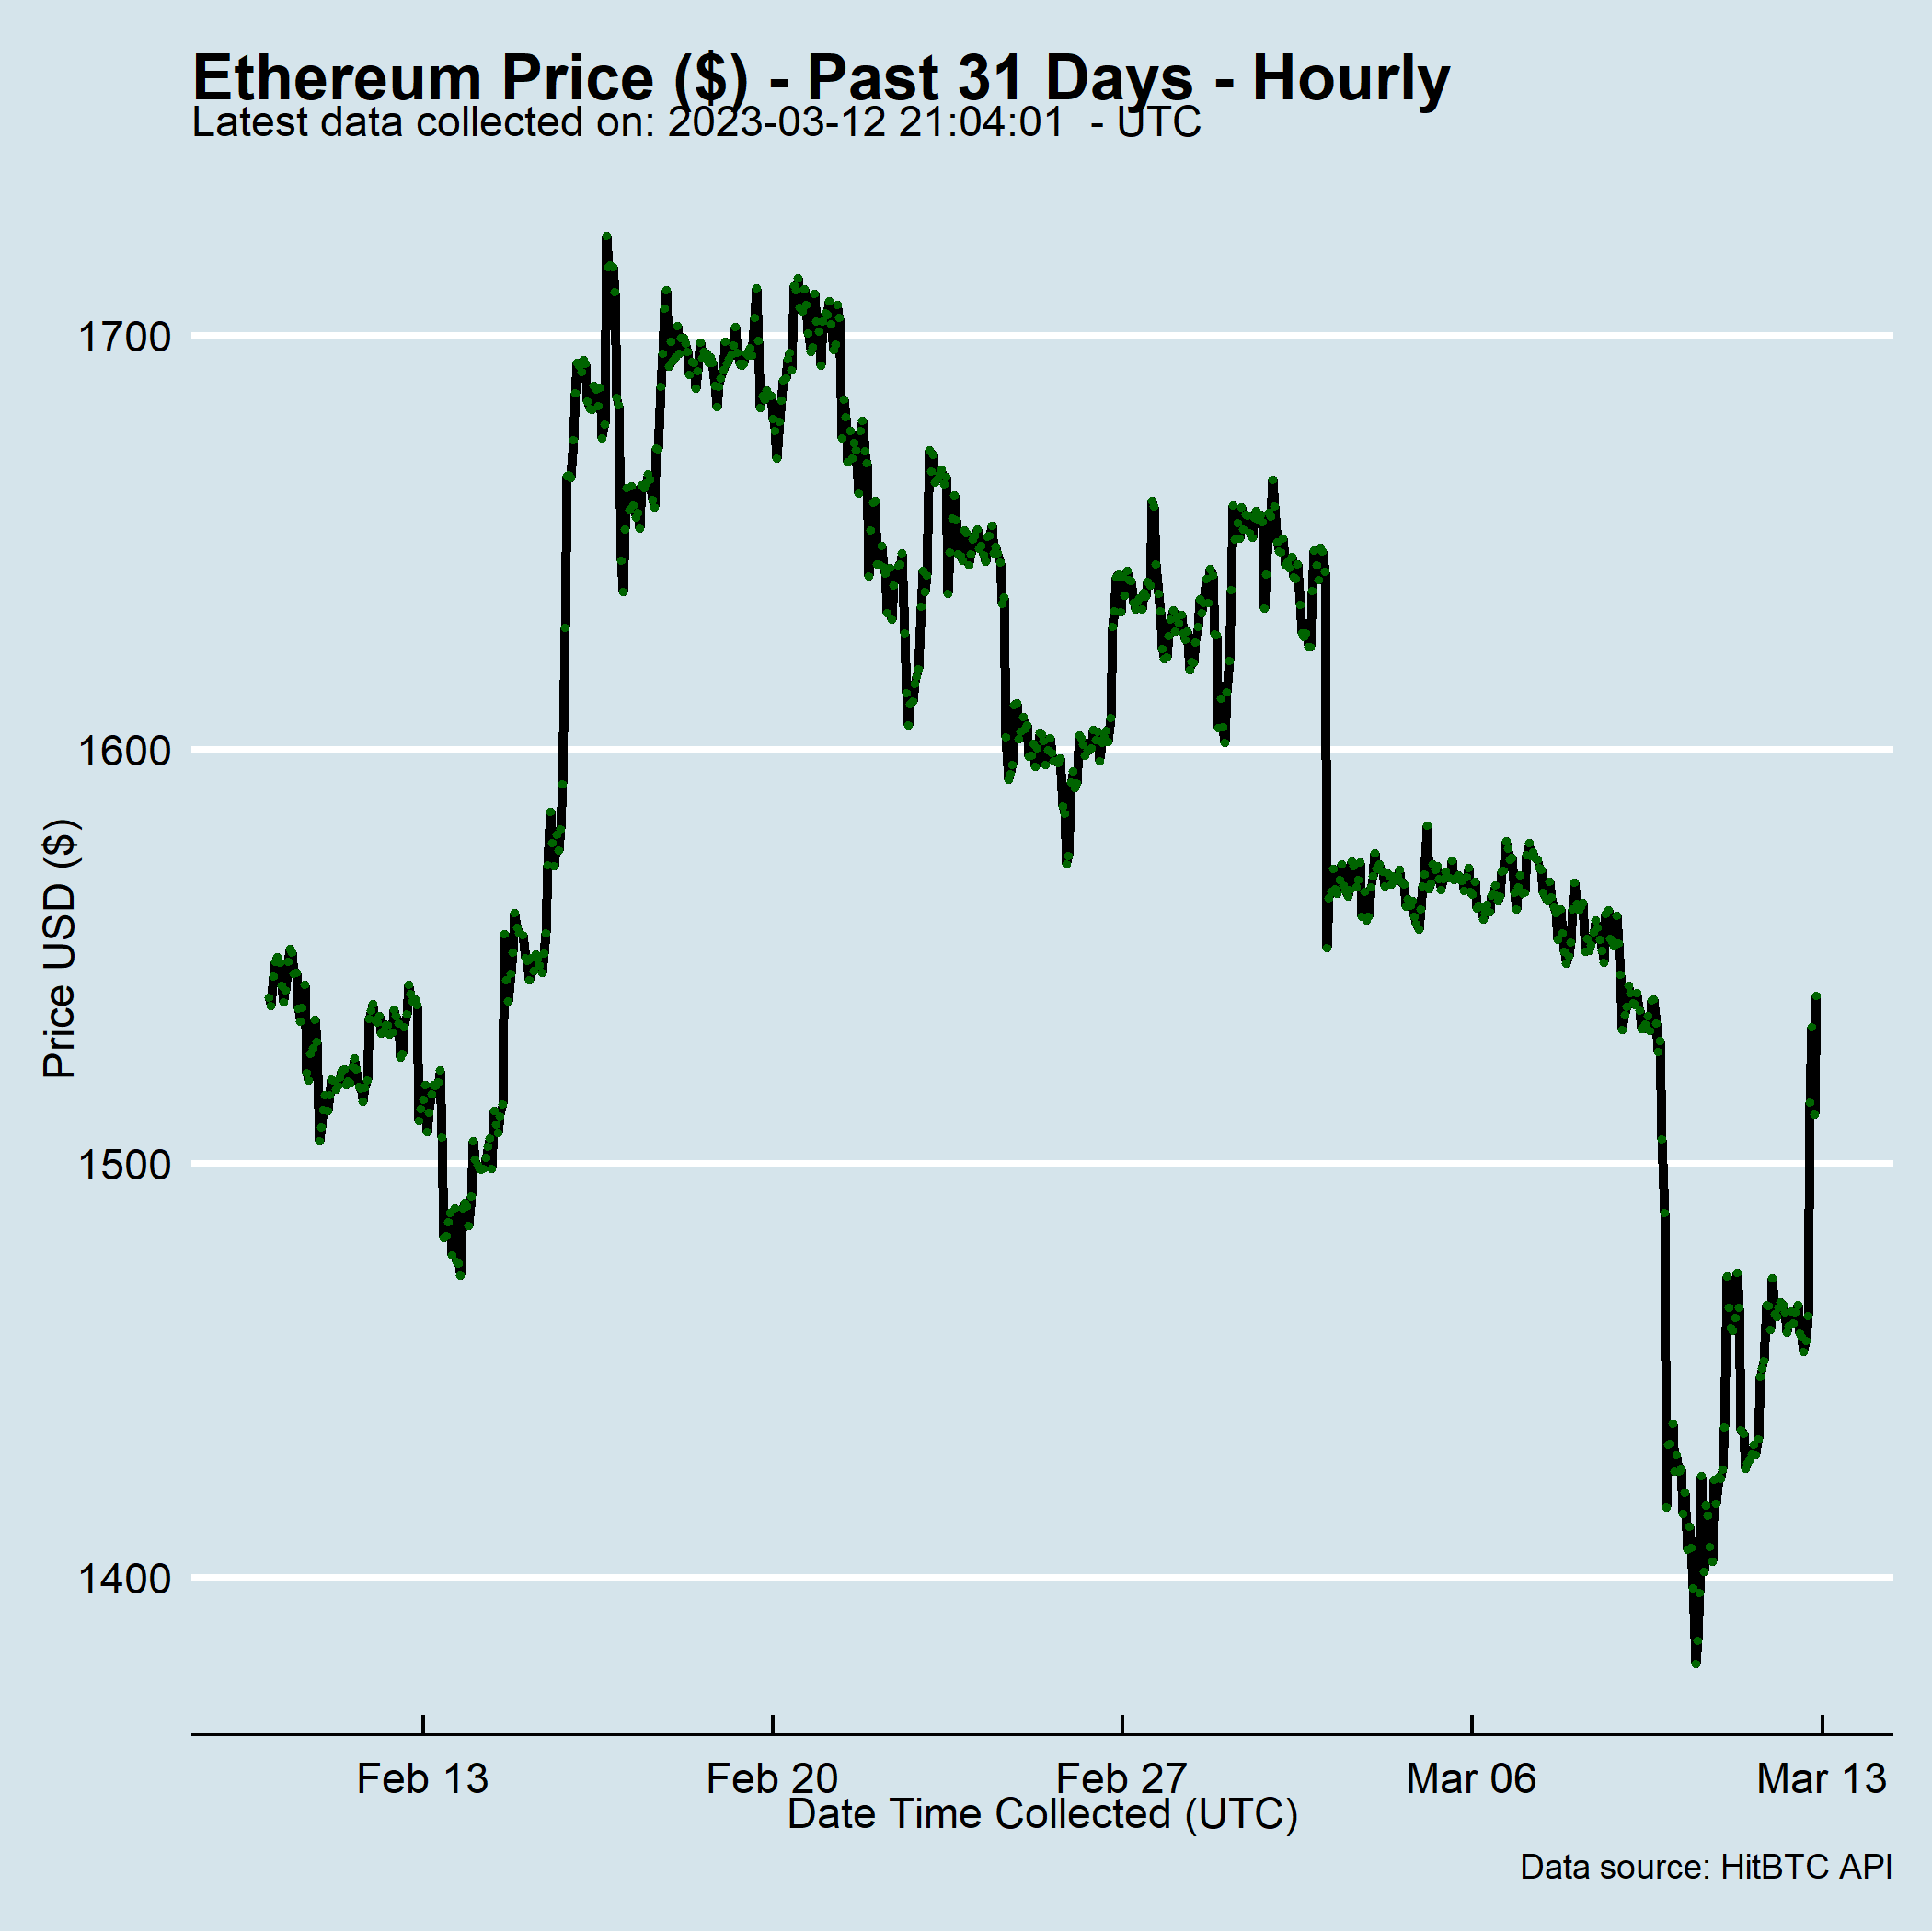 Ethereum Price ($) - Past 31 Days - Hourly
Latest data collected on: 2023-03-12 21:04:01  - UTC
1700
1600
1500
1400
Price USD ($)
Feb 13
Feb 20
Feb 27
Mar 06
Mar 13
Date Time Collected (UTC)
Data source: HitBTC API